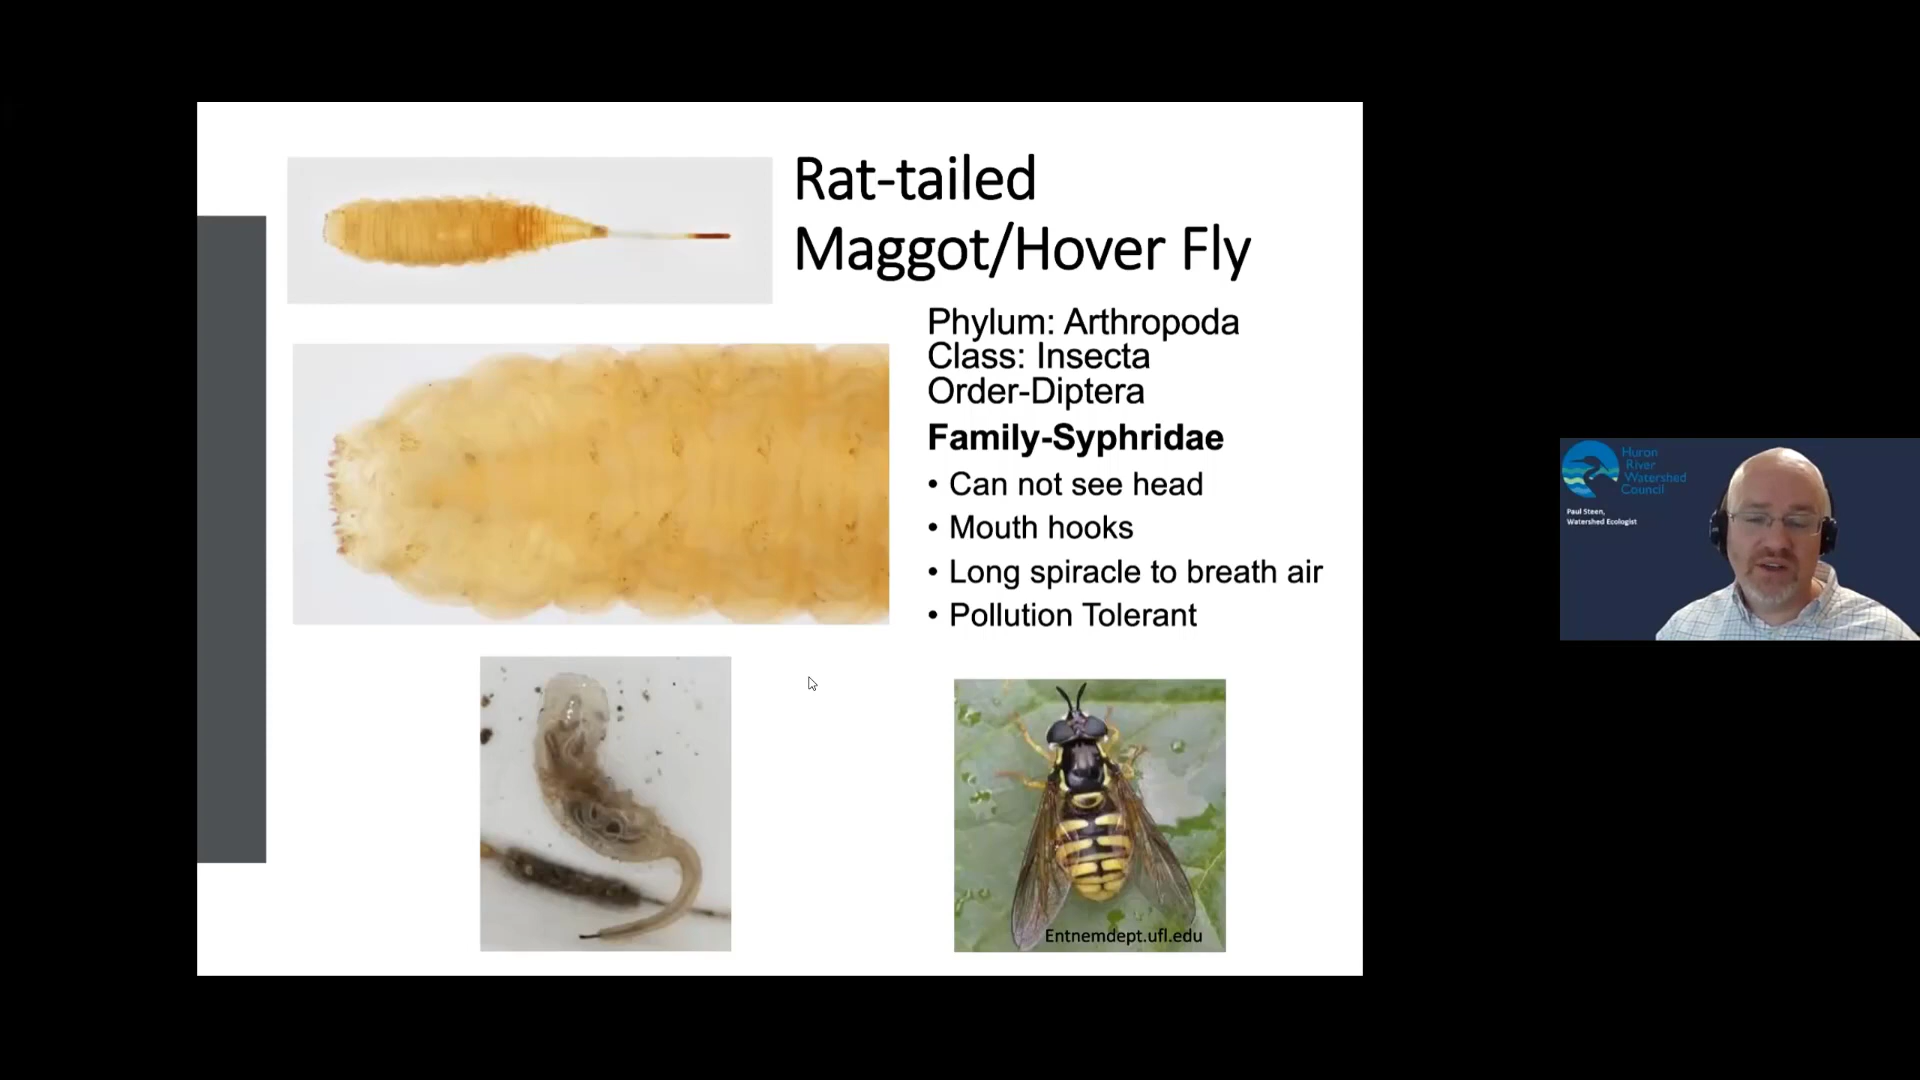 Rat-tailed
Maggot/Hover Fly
Phylum: Arthropoda
Class: Insecta
Order-Diptera
Family-Syphridae
• Can not see head
• Mouth hooks
• Long spiracle to breath air
• Pollution Tolerant
Entnemdept.ufl.edu
Huron
River
Watershed
Council
Paul Steen,
Watershed Ecologist